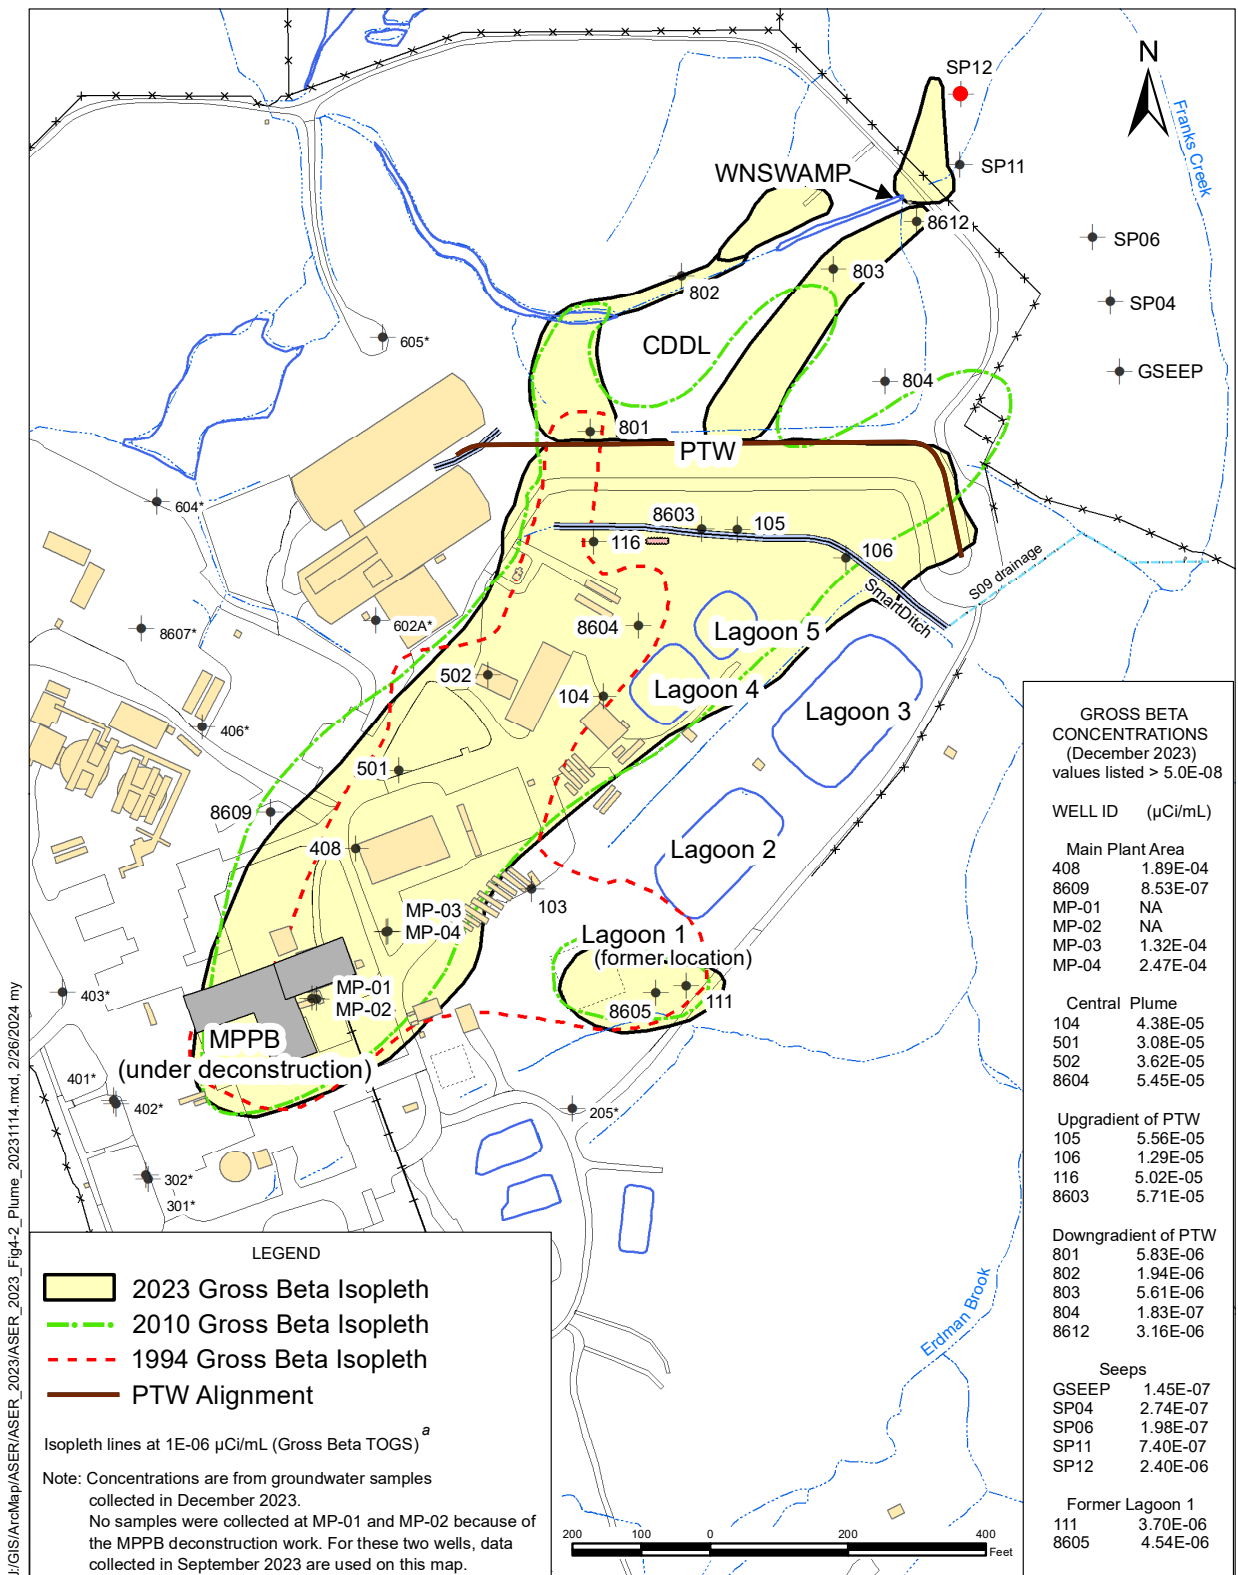 N
SP12
Franks Creek
SP11
WNSWAMP
8612
SP06
803
802
SP04
605*
CDDL
GSEEP
804
801
PTW
604*
8603
105
116
106
S09 drainage
SmartDitch
8607*
602A*
8604
Lagoon 5
502
104
Lagoon 4
Lagoon 3
406*
501
8609
408
Lagoon 2
103
MP-03
MP-04
Lagoon 1
(former location)
403*
MP-01
MP-02
8605
111
MPPB
(under deconstruction)
401*
402*
205*
302*
301*
Erdman Brook
GROSS BETA
CONCENTRATIONS
(December 2023)
values listed > 5.0E-08
WELL ID (µCi/mL)
Main Plant Area
408 1.89E-04
8609 8.53E-07
MP-01 NA
MP-02 NA
MP-03 1.32E-04
MP-04 2.47E-04
Central Plume
104 4.38E-05
501 3.08E-05
502 3.62E-05
8604 5.45E-05
Upgradient of PTW
105 5.56E-05
106 1.29E-05
116 5.02E-05
8603 5.71E-05
Downgradient of PTW
801 5.83E-06
802 1.94E-06
803 5.61E-06
804 1.83E-07
8612 3.16E-06
Seeps
GSEEP 1.45E-07
SP04 2.74E-07
SP06 1.98E-07
SP11 7.40E-07
SP12 2.40E-06
Former Lagoon 1
111 3.70E-06
8605 4.54E-06
LEGEND
2023 Gross Beta Isopleth
2010 Gross Beta Isopleth
1994 Gross Beta Isopleth
PTW Alignment
Isopleth lines at 1E-06 µCi/mL (Gross Beta TOGS) a
Note: Concentrations are from groundwater samples
collected in December 2023.
No samples were collected at MP-01 and MP-02 because of
the MPPB deconstruction work. For these two wells, data
collected in September 2023 are used on this map.
200 100 0 200 400
Feet
:/GIS/ArcMap/ASER/ASER_2023/ASER_2023_Fig4-2_Plume_20231114.mxd, 2/26/2024 my